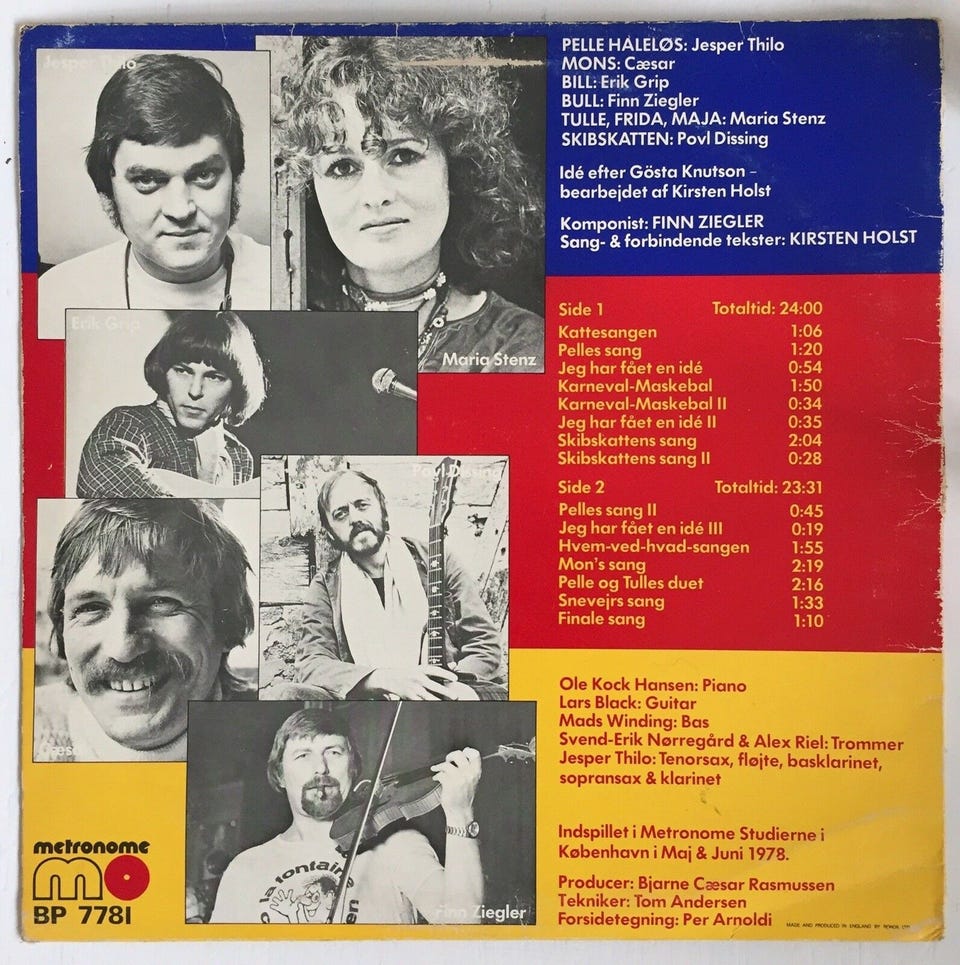 Jesper Thilo
Maria Stenz
Erik Grip
Povl Dissing
Cæsar
Finn Ziegler
la fontaine
metronome
mo
BP 7781
PELLE HALELØS: Jesper Thilo
MONS: Cæsar
BILL: Erik Grip
BULL: Finn Ziegler
TULLE, FRIDA, MAJA: Maria Stenz
SKIBSKATTEN: Povl Dissing
Idé efter Gösta Knutson –
bearbejdet af Kirsten Holst
Komponist: FINN ZIEGLER
Sang- & forbindende tekster: KIRSTEN HOLST
Side 1 Totaltid: 24:00
Kattesangen 1:06
Pelles sang 1:20
Jeg har fået en idé 0:54
Karneval-Maskebal 1:50
Karneval-Maskebal II 0:34
Jeg har fået en idé II 0:35
Skibskattens sang 2:04
Skibskattens sang II 0:28
Side 2 Totaltid: 23:31
Pelles sang II 0:45
Jeg har fået en idé III 0:19
Hvem-ved-hvad-sangen 1:55
Mon's sang 2:19
Pelle og Tulles duet 2:16
Snevejrs sang 1:33
Finale sang 1:10
Ole Kock Hansen: Piano
Lars Black: Guitar
Mads Winding: Bas
Svend-Erik Nørregård & Alex Riel: Trommer
Jesper Thilo: Tenorsax, fløjte, basklarinet,
sopransax & klarinet
Indspillet i Metronome Studierne i
København i Maj & Juni 1978.
Producer: Bjarne Cæsar Rasmussen
Tekniker: Tom Andersen
Forsidetegning: Per Arnoldi
MADE AND PRODUCED IN ENGLAND BY